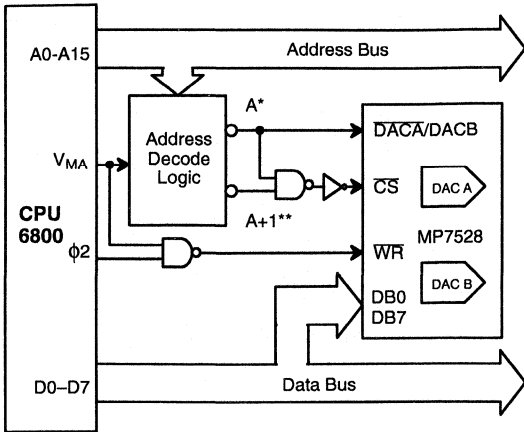 A0-A15
Address Bus
A*
Address
Decode
Logic
VMA
A+1**
CPU
6800
ϕ2
DACA/DACB
CS
DAC A
WR
MP7528
DB0
DB7
DAC B
D0–D7
Data Bus